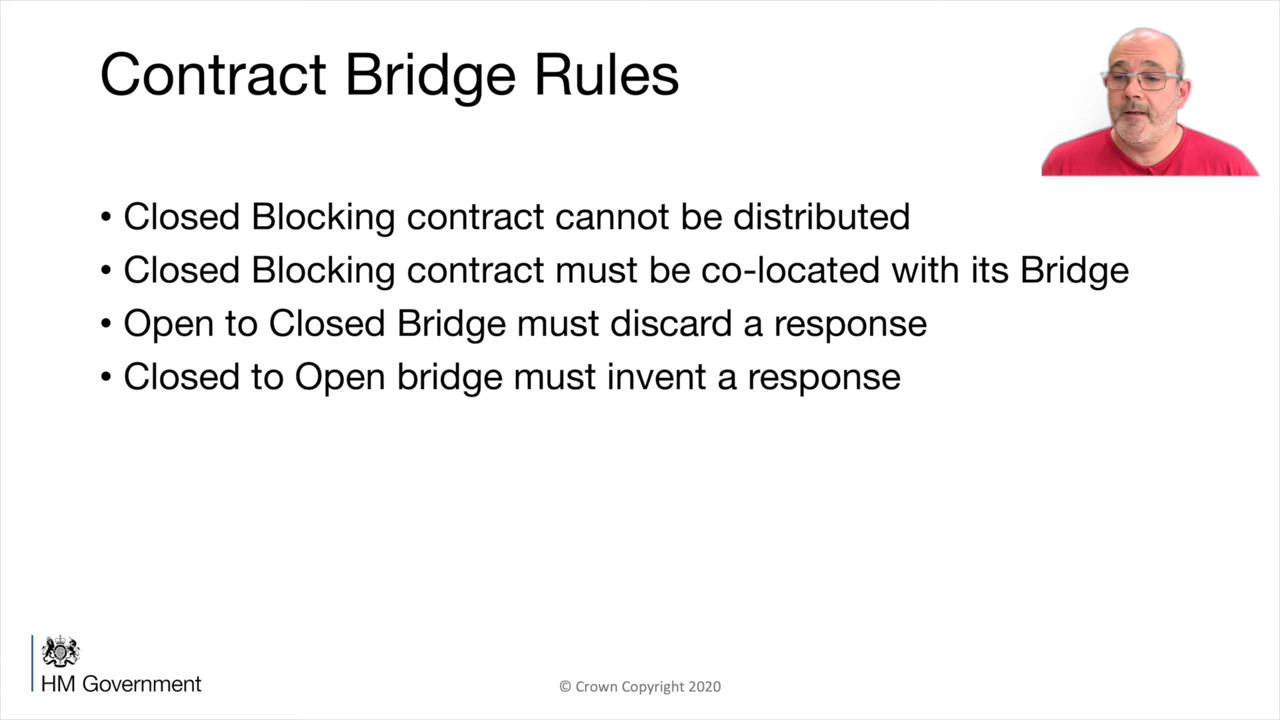 Contract Bridge Rules
• Closed Blocking contract cannot be distributed
• Closed Blocking contract must be co-located with its Bridge
• Open to Closed Bridge must discard a response
• Closed to Open bridge must invent a response
HM Government
© Crown Copyright 2020